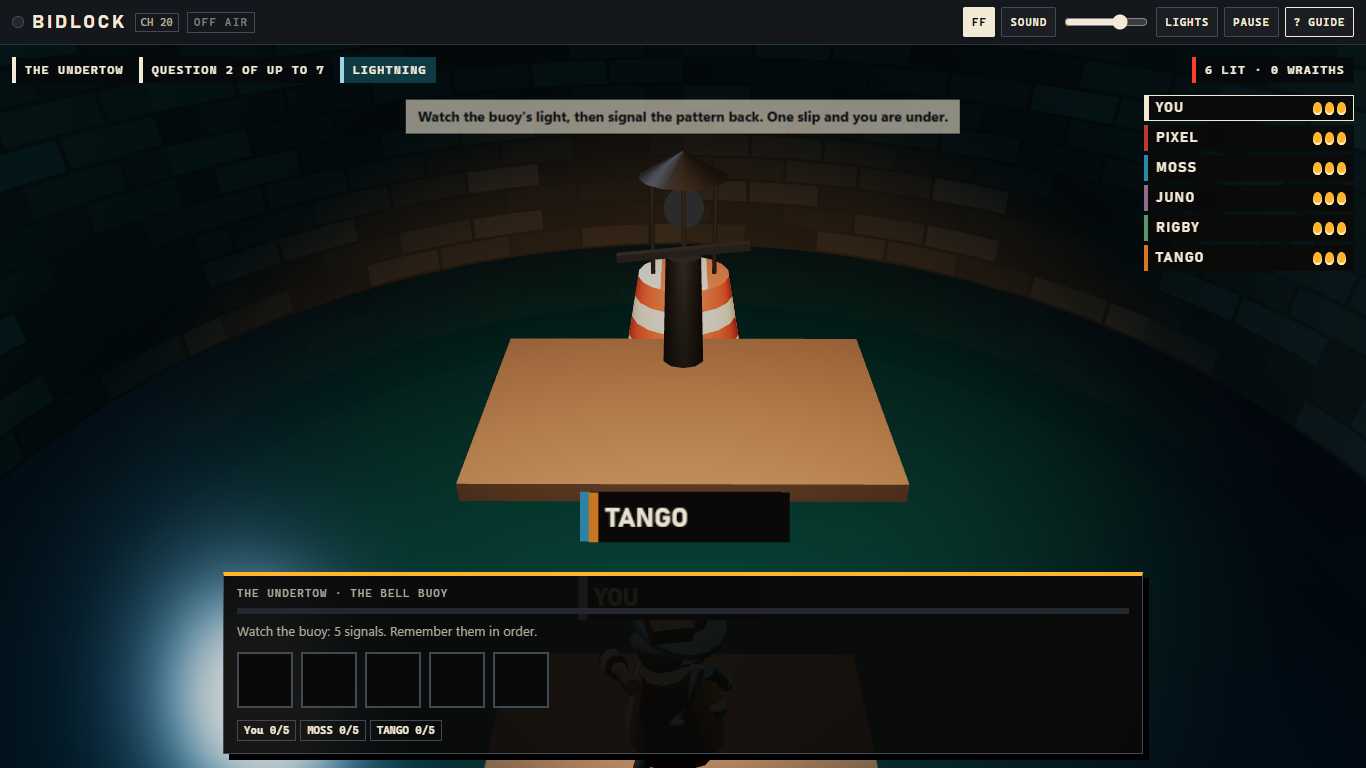 BIDLOCK CH 20 OFF AIR FF SOUND LIGHTS PAUSE ? GUIDE
THE UNDERTOW QUESTION 2 OF UP TO 7 LIGHTNING 6 LIT · 0 WRAITHS
YOU
Watch the buoy's light, then signal the pattern back. One slip and you are under.
PIXEL
MOSS
JUNO
RIGBY
TANGO
TANGO
THE UNDERTOW · THE BELL BUOY
YOU
Watch the buoy: 5 signals. Remember them in order.
You 0/5 MOSS 0/5 TANGO 0/5